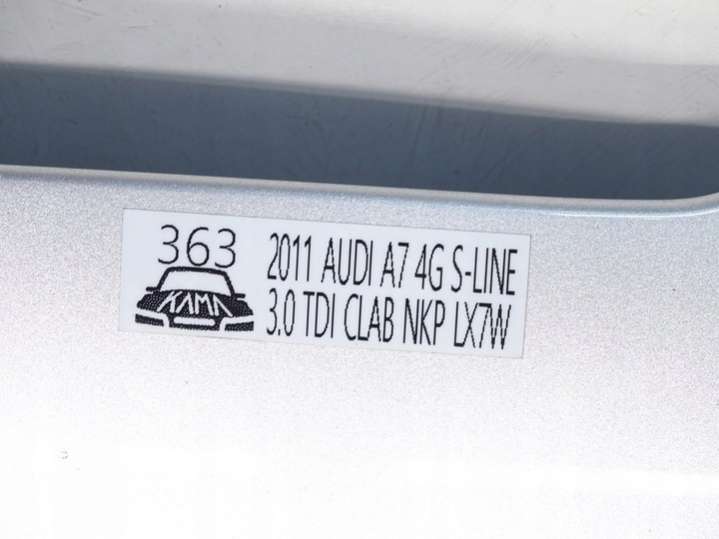 363
KAMA
2011 AUDI A7 4G S-LINE
3.0 TDI CLAB NKP LX7W